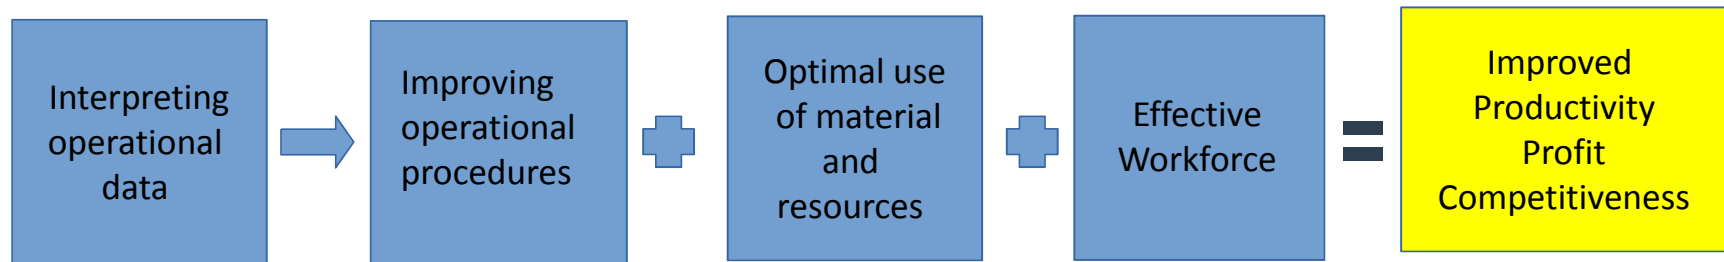 Interpreting
operational
data
Improving
operational
procedures
Optimal use
of material
and
resources
Effective
Workforce
Improved
Productivity
Profit
Competitiveness